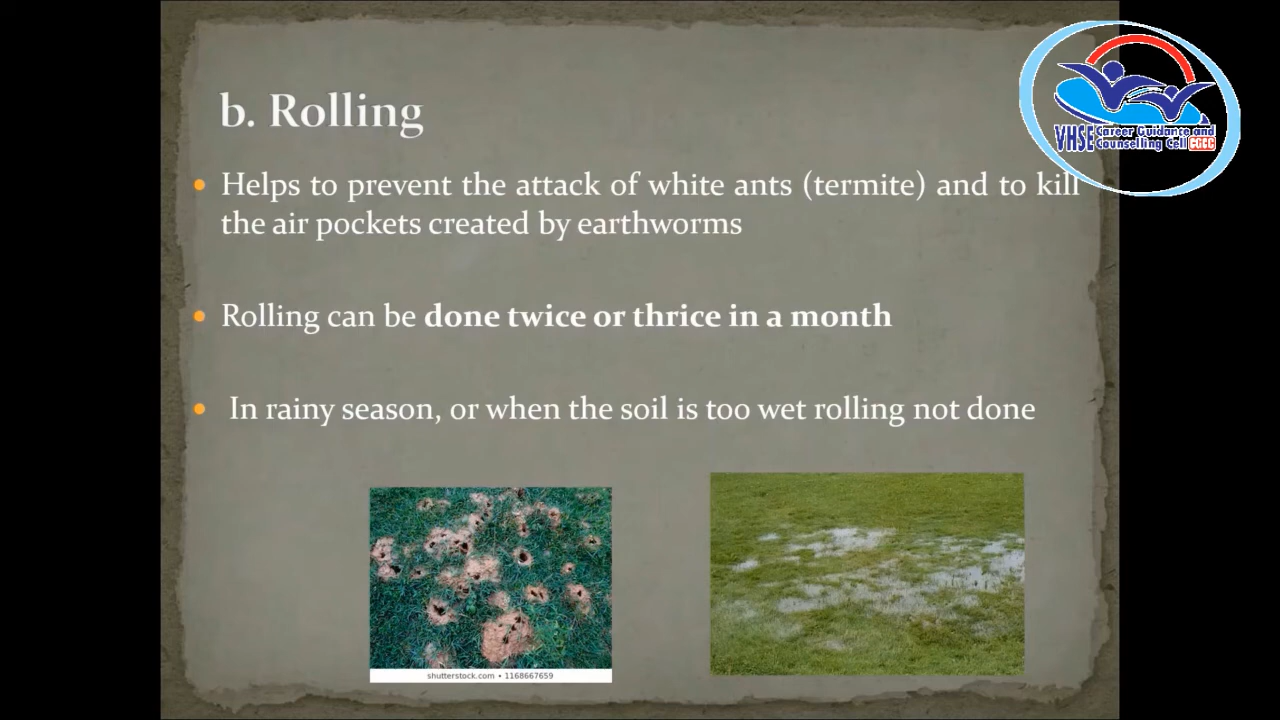 b. Rolling
• Helps to prevent the attack of white ants (termite) and to kill
the air pockets created by earthworms
• Rolling can be done twice or thrice in a month
• In rainy season, or when the soil is too wet rolling not done
VHSE Career Guidance and
Counselling Cell CGCC
shutterstock.com • 1168667659